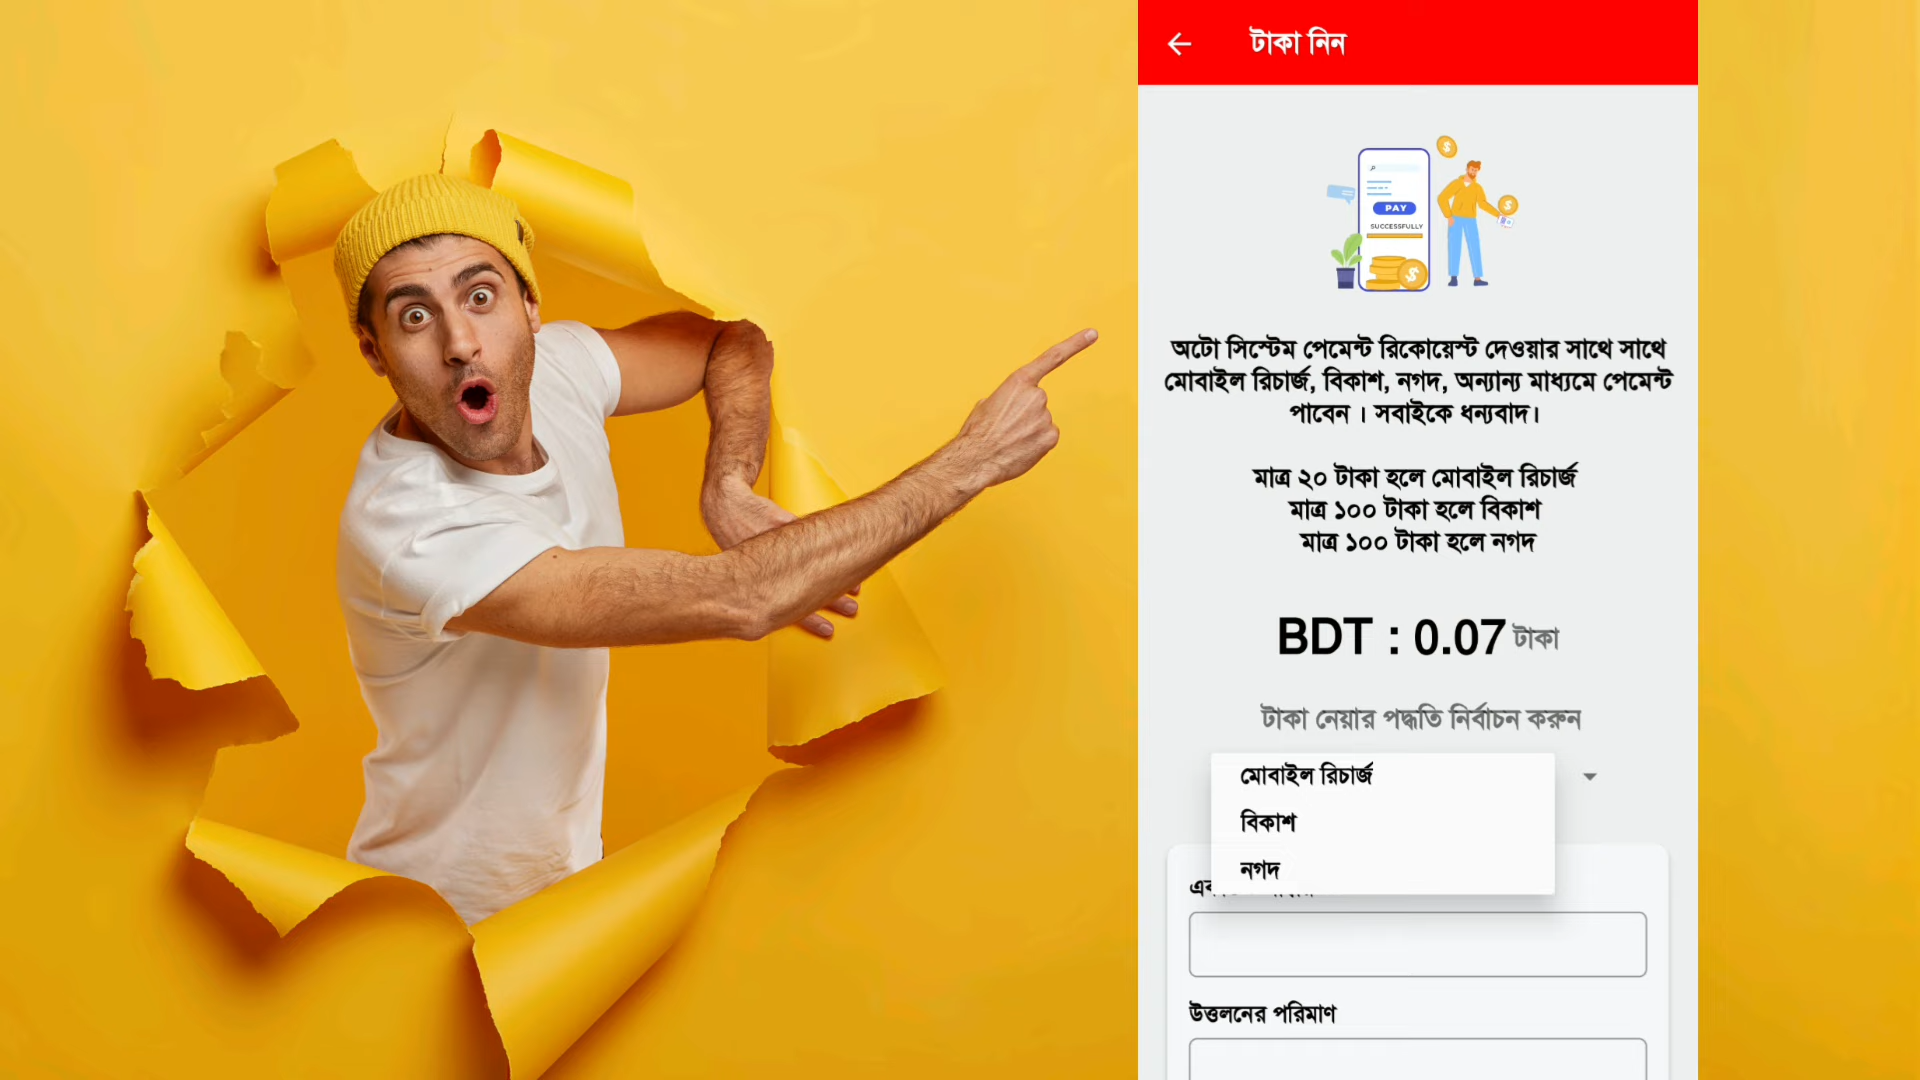 টাকা নিন
PAY
SUCCESSFULLY
অটো সিস্টেম পেমেন্ট রিকোয়েস্ট দেওয়ার সাথে সাথে
মোবাইল রিচার্জ, বিকাশ, নগদ, অন্যান্য মাধ্যমে পেমেন্ট
পাবেন । সবাইকে ধন্যবাদ।
মাত্র ২০ টাকা হলে মোবাইল রিচার্জ
মাত্র ১০০ টাকা হলে বিকাশ
মাত্র ১০০ টাকা হলে নগদ
BDT : 0.07 টাকা
টাকা নেয়ার পদ্ধতি নির্বাচন করুন
মোবাইল রিচার্জ
বিকাশ
নগদ
উত্তলনের পরিমাণ